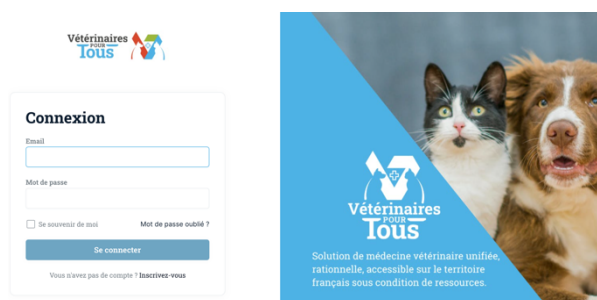 Vétérinaires
POUR
Tous
Connexion
Email
Mot de passe
Se souvenir de moi
Mot de passe oublié ?
Se connecter
Vous n'avez pas de compte ? Inscrivez-vous
Vétérinaires
POUR
Tous
Solution de médecine vétérinaire unifiée,
rationnelle, accessible sur le territoire
français sous condition de ressources.